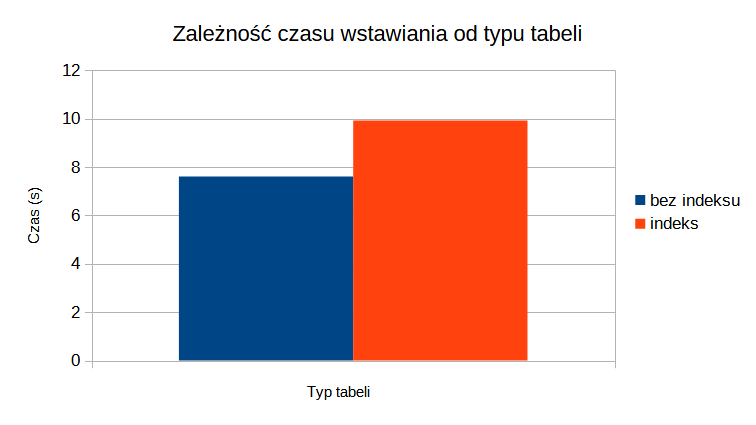 Zależność czasu wstawiania od typu tabeli
12
10
8
6
4
2
0
Czas (s)
Typ tabeli
bez indeksu
indeks